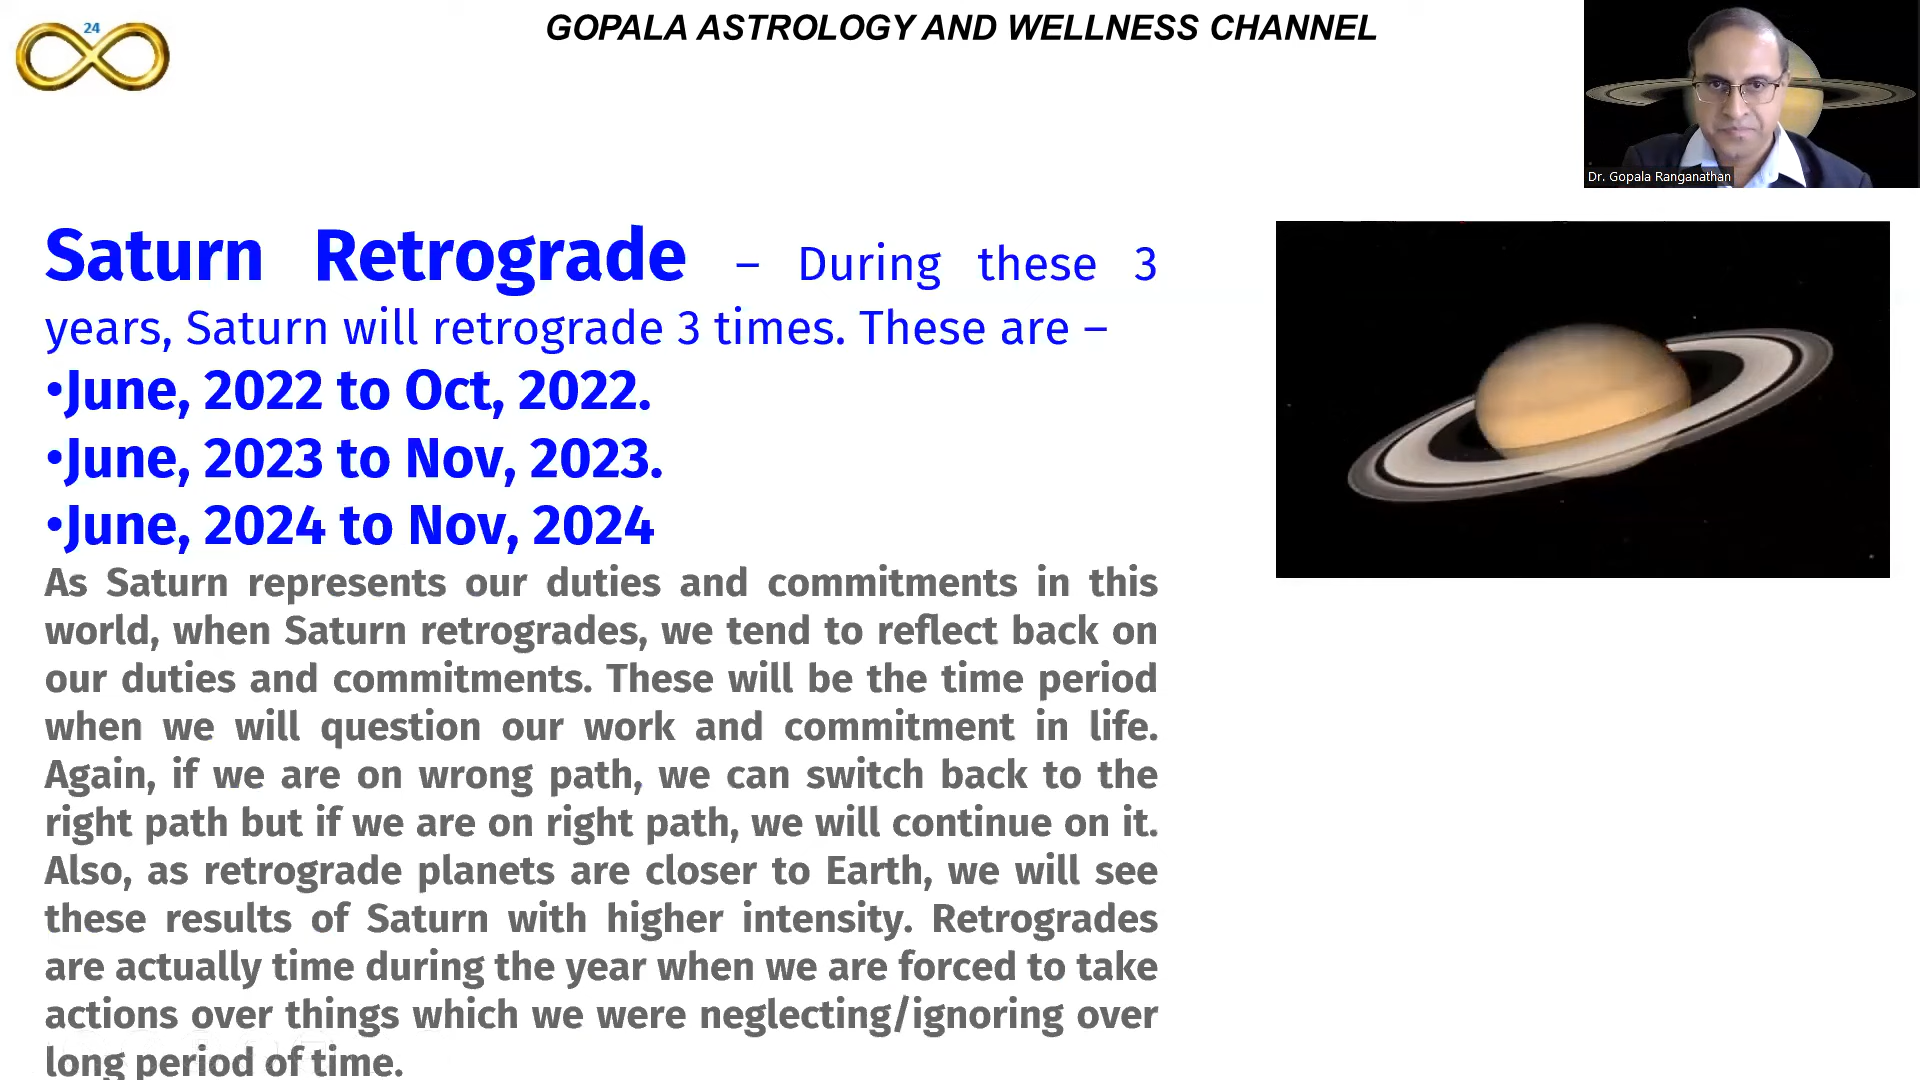 24
GOPALA ASTROLOGY AND WELLNESS CHANNEL
Dr. Gopala Ranganathan
Saturn Retrograde – During these 3
years, Saturn will retrograde 3 times. These are –
•June, 2022 to Oct, 2022.
•June, 2023 to Nov, 2023.
•June, 2024 to Nov, 2024
As Saturn represents our duties and commitments in this
world, when Saturn retrogrades, we tend to reflect back on
our duties and commitments. These will be the time period
when we will question our work and commitment in life.
Again, if we are on wrong path, we can switch back to the
right path but if we are on right path, we will continue on it.
Also, as retrograde planets are closer to Earth, we will see
these results of Saturn with higher intensity. Retrogrades
are actually time during the year when we are forced to take
actions over things which we were neglecting/ignoring over
long period of time.